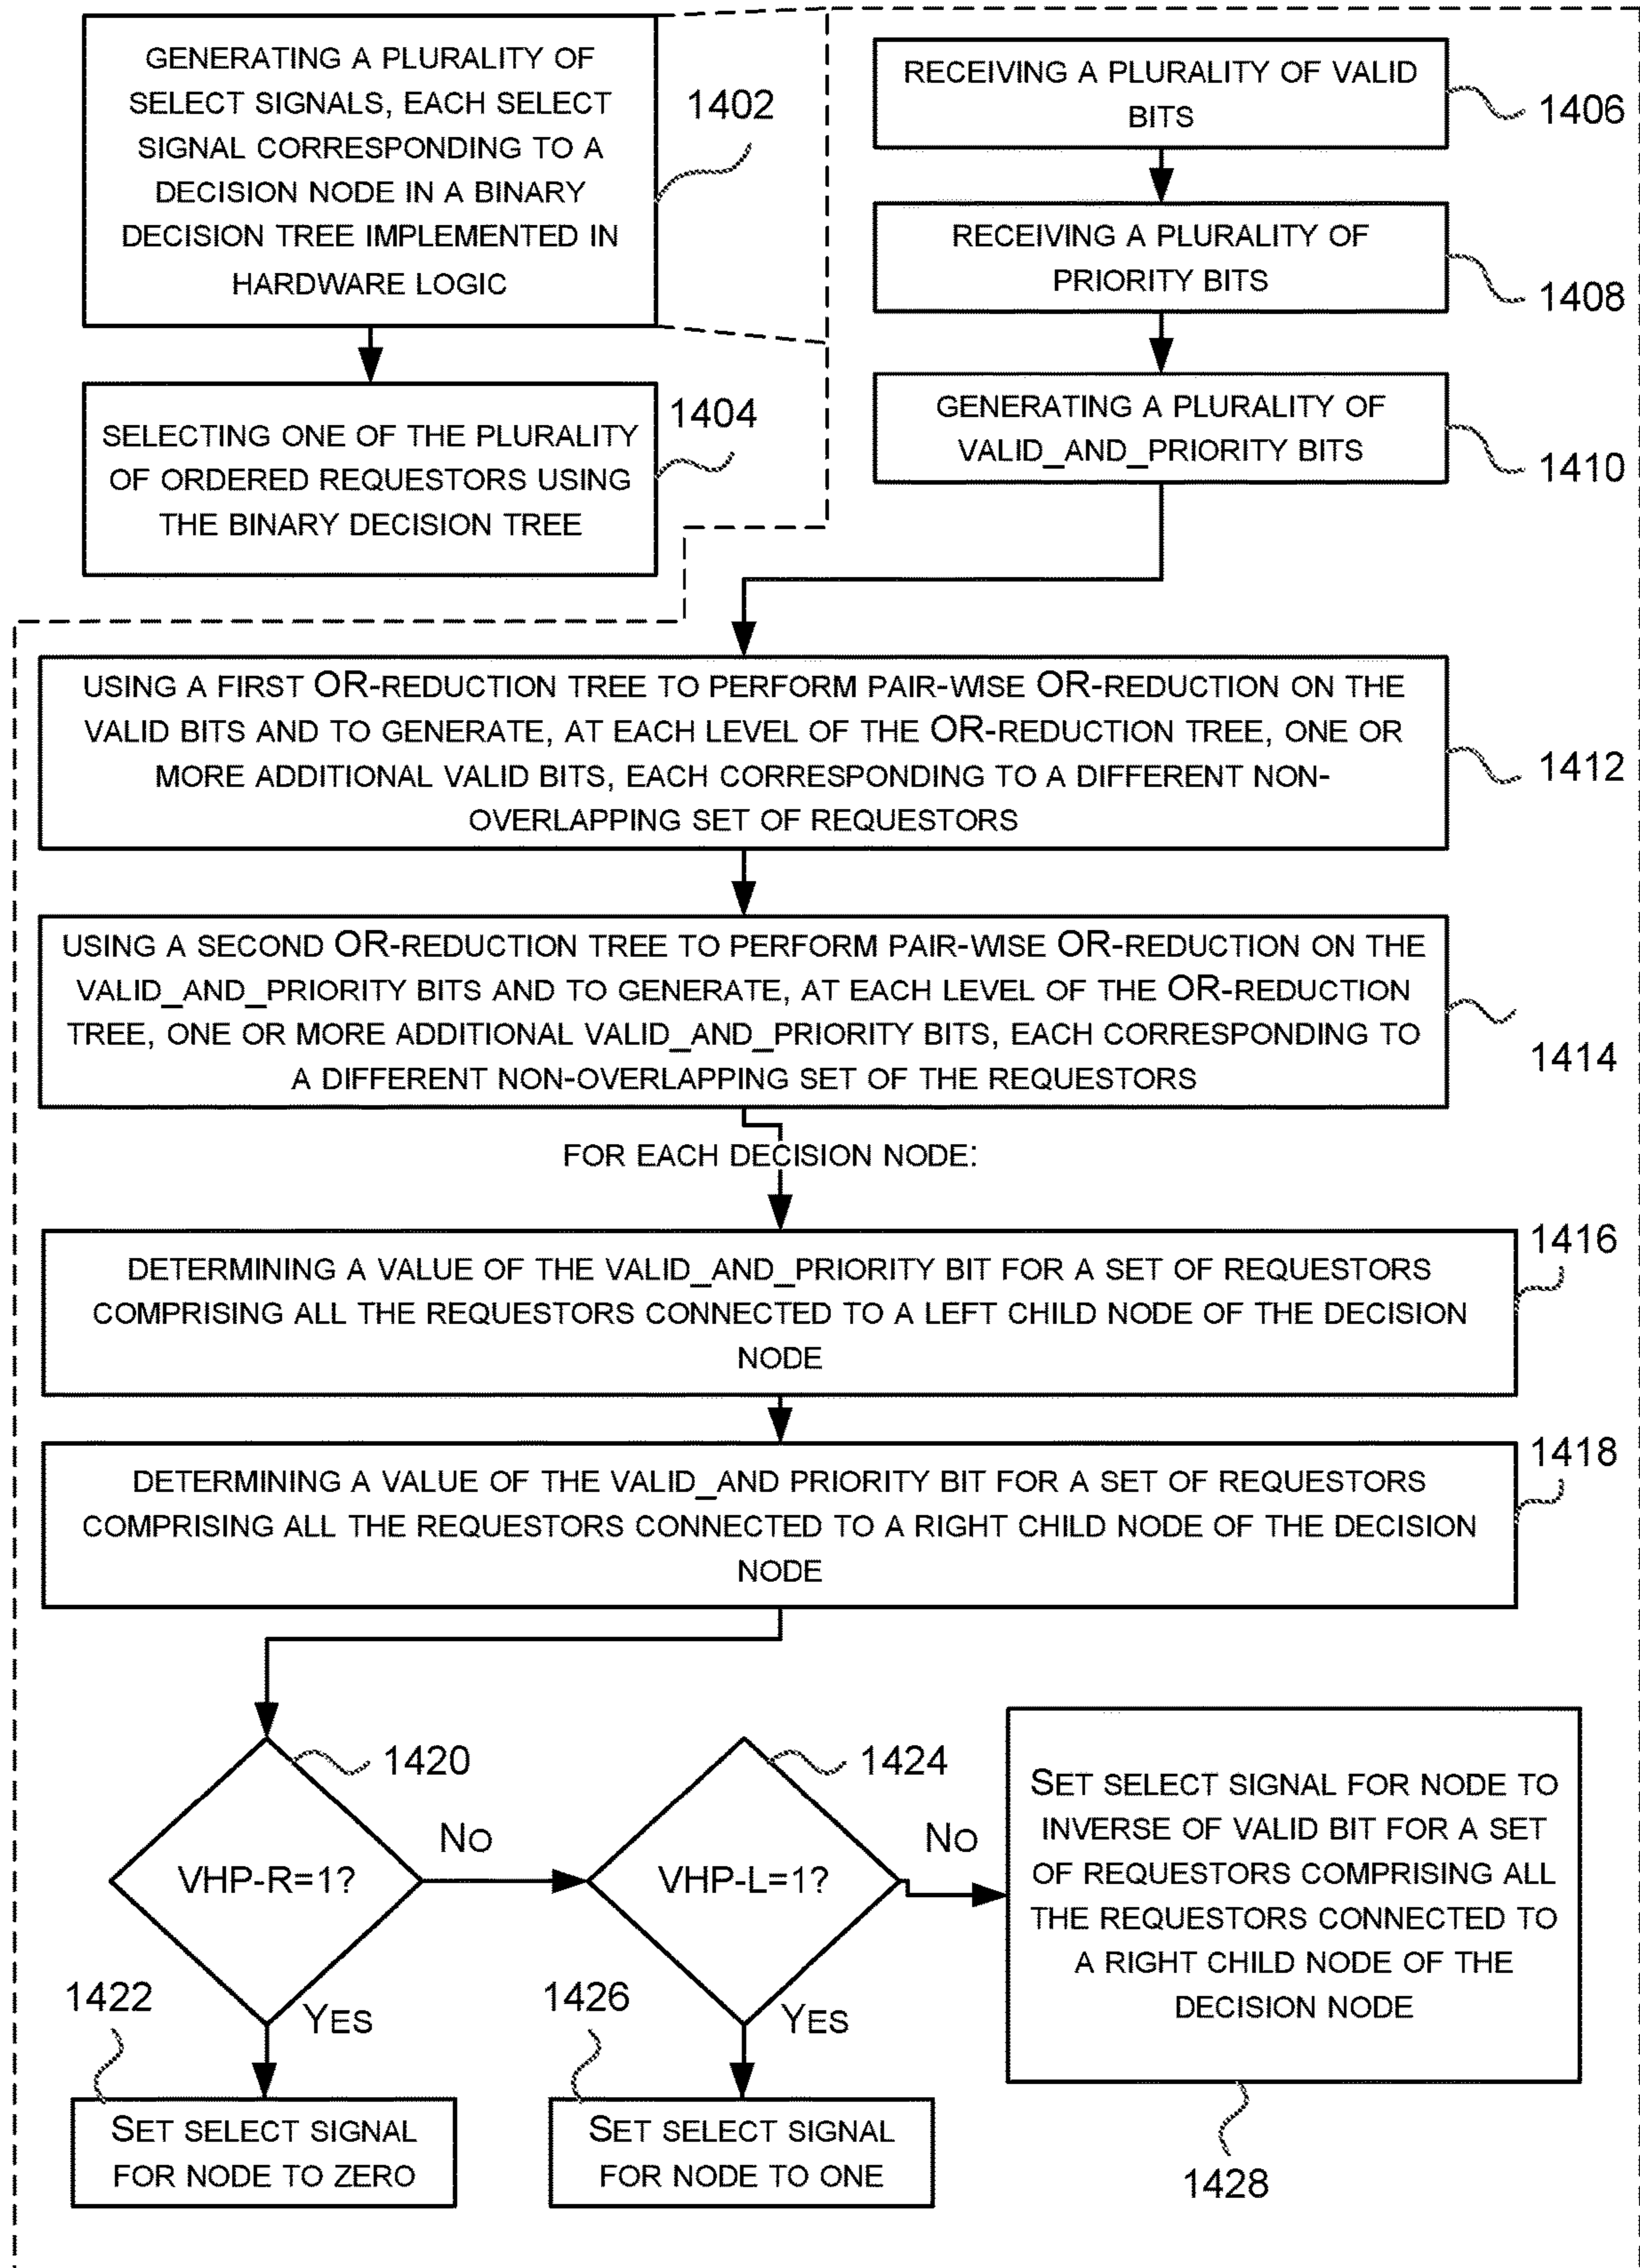 GENERATING A PLURALITY OF
SELECT SIGNALS, EACH SELECT
SIGNAL CORRESPONDING TO A
DECISION NODE IN A BINARY
DECISION TREE IMPLEMENTED IN
HARDWARE LOGIC
1402
SELECTING ONE OF THE PLURALITY
OF ORDERED REQUESTORS USING
THE BINARY DECISION TREE
1404
RECEIVING A PLURALITY OF VALID
BITS
1406
RECEIVING A PLURALITY OF
PRIORITY BITS
1408
GENERATING A PLURALITY OF
VALID_AND_PRIORITY BITS
1410
USING A FIRST OR-REDUCTION TREE TO PERFORM PAIR-WISE OR-REDUCTION ON THE
VALID BITS AND TO GENERATE, AT EACH LEVEL OF THE OR-REDUCTION TREE, ONE OR
MORE ADDITIONAL VALID BITS, EACH CORRESPONDING TO A DIFFERENT NON-
OVERLAPPING SET OF REQUESTORS
1412
USING A SECOND OR-REDUCTION TREE TO PERFORM PAIR-WISE OR-REDUCTION ON THE
VALID_AND_PRIORITY BITS AND TO GENERATE, AT EACH LEVEL OF THE OR-REDUCTION
TREE, ONE OR MORE ADDITIONAL VALID_AND_PRIORITY BITS, EACH CORRESPONDING TO
A DIFFERENT NON-OVERLAPPING SET OF THE REQUESTORS
1414
FOR EACH DECISION NODE:
DETERMINING A VALUE OF THE VALID_AND_PRIORITY BIT FOR A SET OF REQUESTORS
COMPRISING ALL THE REQUESTORS CONNECTED TO A LEFT CHILD NODE OF THE DECISION
NODE
1416
DETERMINING A VALUE OF THE VALID_AND PRIORITY BIT FOR A SET OF REQUESTORS
COMPRISING ALL THE REQUESTORS CONNECTED TO A RIGHT CHILD NODE OF THE DECISION
NODE
1418
VHP-R=1?
1420
NO
YES
1422
SET SELECT SIGNAL
FOR NODE TO ZERO
VHP-L=1?
1424
NO
YES
1426
SET SELECT SIGNAL
FOR NODE TO ONE
SET SELECT SIGNAL FOR NODE TO
INVERSE OF VALID BIT FOR A SET
OF REQUESTORS COMPRISING ALL
THE REQUESTORS CONNECTED TO
A RIGHT CHILD NODE OF THE
DECISION NODE
1428